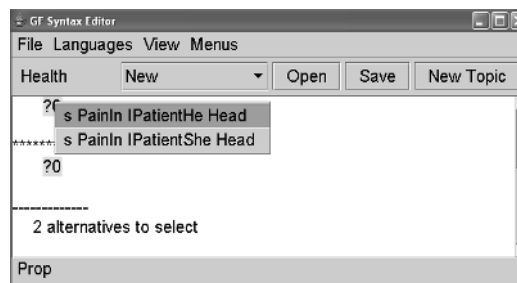 GF Syntax Editor
File Languages View Menus
Health New Open Save New Topic
?0
s PainIn IPatientHe Head
*******
s PainIn IPatientShe Head
?0
-------------
2 alternatives to select
Prop